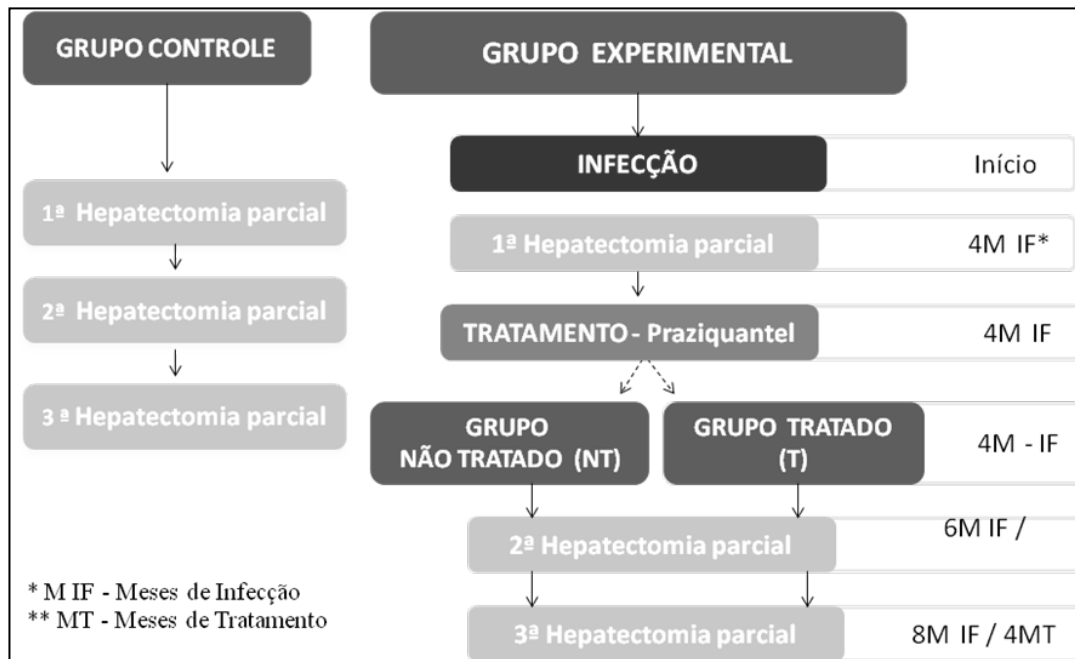 GRUPO CONTROLE
1ª Hepatectomia parcial
2ª Hepatectomia parcial
3ª Hepatectomia parcial
GRUPO EXPERIMENTAL
INFECÇÃO
Início
1ª Hepatectomia parcial
4M IF*
TRATAMENTO - Praziquantel
4M IF
GRUPO
NÃO TRATADO (NT)
GRUPO TRATADO
(T)
4M - IF
2ª Hepatectomia parcial
6M IF /
3ª Hepatectomia parcial
8M IF / 4MT
* M IF - Meses de Infecção
** MT - Meses de Tratamento